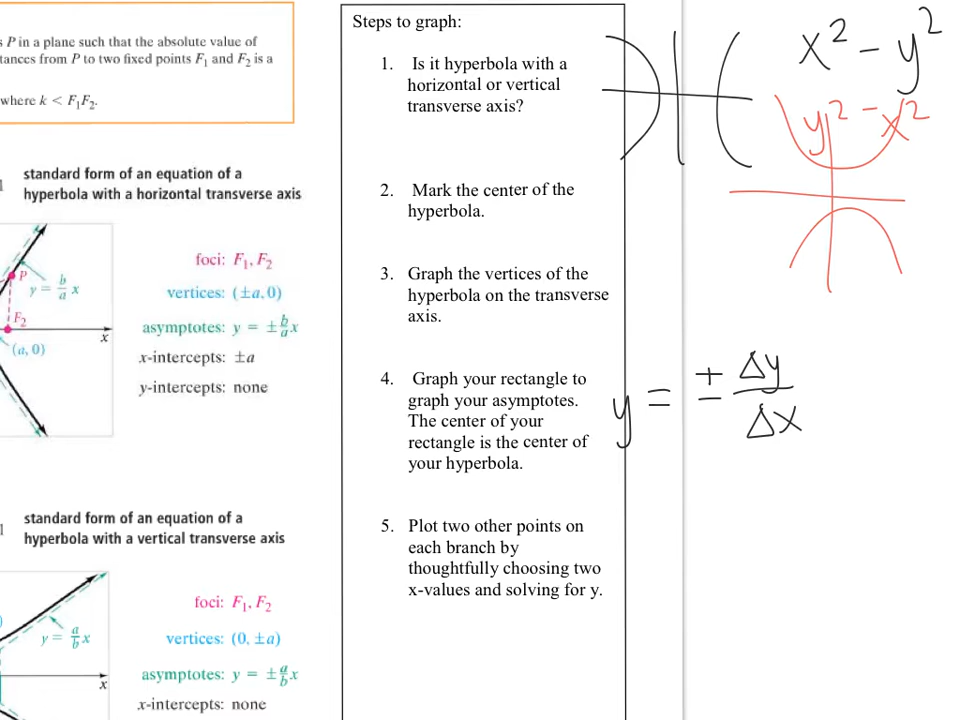 s P in a plane such that the absolute value of
tances from P to two fixed points F₁ and F₂ is a
where k < F₁F₂.
standard form of an equation of a
hyperbola with a horizontal transverse axis
P
y = b/a x
F₂
x
(a, 0)
foci: F₁, F₂
vertices: (±a, 0)
asymptotes: y = ±b/a x
x-intercepts: ±a
y-intercepts: none
standard form of an equation of a
hyperbola with a vertical transverse axis
y = a/b x
x
foci: F₁, F₂
vertices: (0, ±a)
asymptotes: y = ±a/b x
x-intercepts: none
Steps to graph:
1. Is it hyperbola with a
horizontal or vertical
transverse axis?
2. Mark the center of the
hyperbola.
3. Graph the vertices of the
hyperbola on the transverse
axis.
4. Graph your rectangle to
graph your asymptotes.
The center of your
rectangle is the center of
your hyperbola.
5. Plot two other points on
each branch by
thoughtfully choosing two
x-values and solving for y.
x² - y²
y² - x²
y = ± Δy/Δx